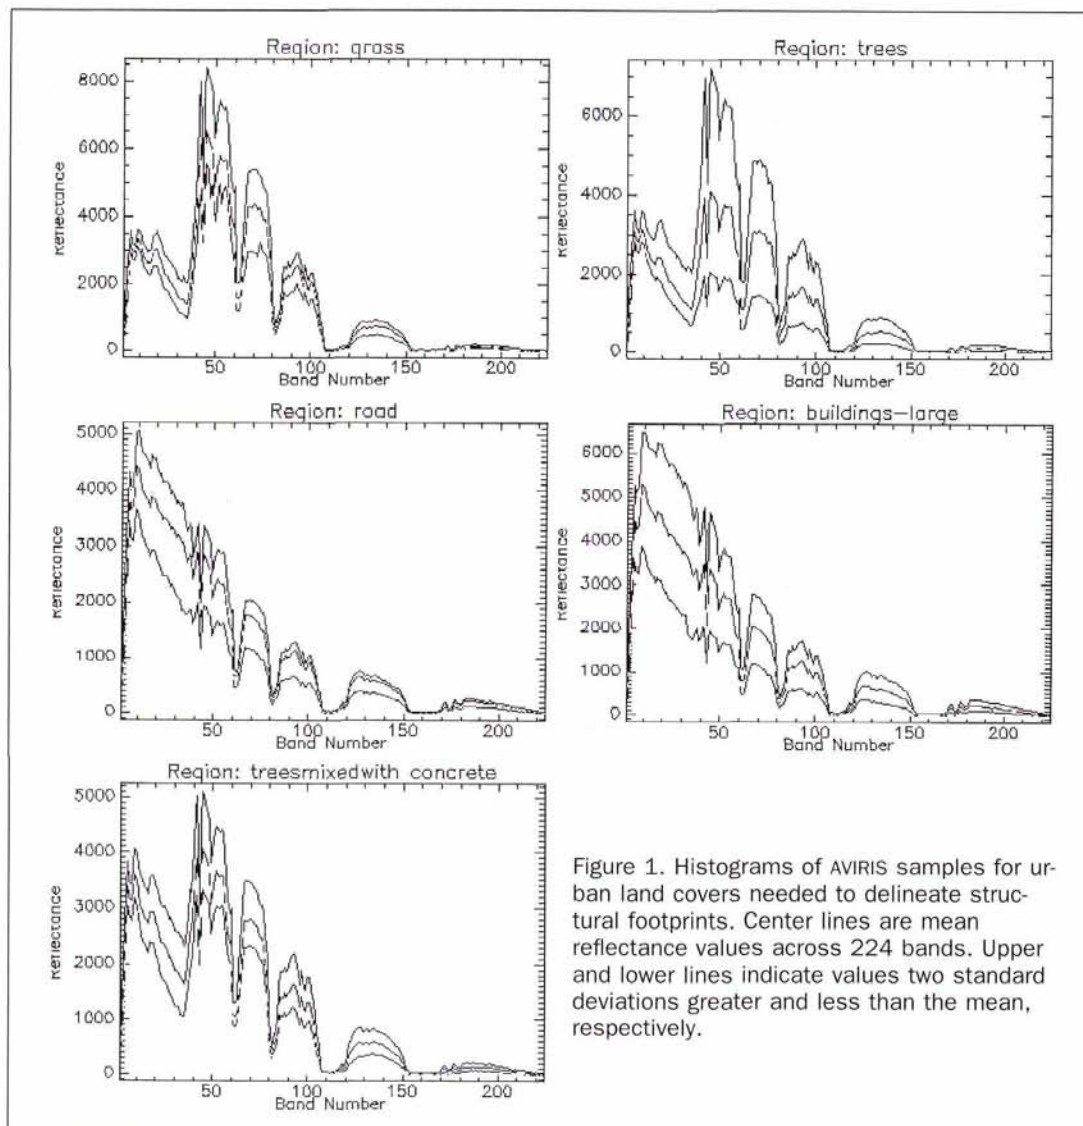 Region: grass
8000
6000
4000
2000
0
Reflectance
50
100
150
200
Band Number
Region: trees
6000
4000
2000
0
Reflectance
50
100
150
200
Band Number
Region: road
5000
4000
3000
2000
1000
0
Reflectance
50
100
150
200
Band Number
Region: buildings-large
6000
5000
4000
3000
2000
1000
0
Reflectance
50
100
150
200
Band Number
Region: treesmixedwith concrete
5000
4000
3000
2000
1000
0
Reflectance
50
100
150
200
Band Number
Figure 1. Histograms of AVIRIS samples for ur-
ban land covers needed to delineate struc-
tural footprints. Center lines are mean
reflectance values across 224 bands. Upper
and lower lines indicate values two standard
deviations greater and less than the mean,
respectively.